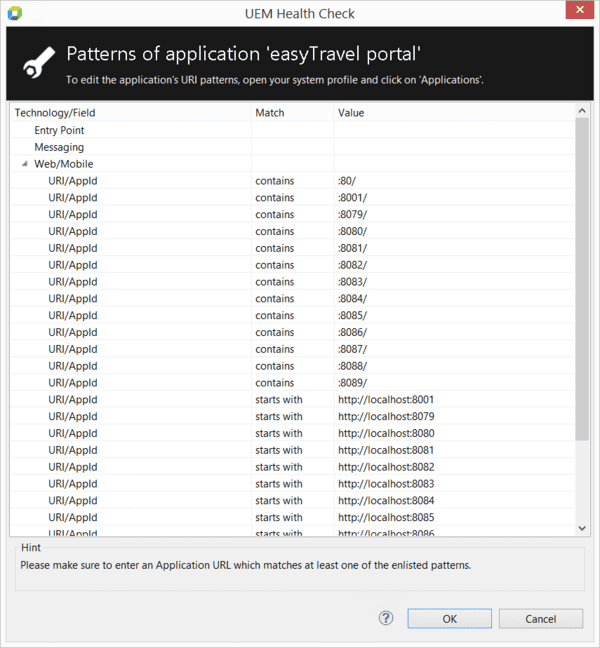 UEM Health Check
Patterns of application 'easyTravel portal'
To edit the application's URI patterns, open your system profile and click on 'Applications'.
Technology/Field Match Value
Entry Point
Messaging
Web/Mobile
URI/AppId contains :80/
URI/AppId contains :8001/
URI/AppId contains :8079/
URI/AppId contains :8080/
URI/AppId contains :8081/
URI/AppId contains :8082/
URI/AppId contains :8083/
URI/AppId contains :8084/
URI/AppId contains :8085/
URI/AppId contains :8086/
URI/AppId contains :8087/
URI/AppId contains :8088/
URI/AppId contains :8089/
URI/AppId starts with http://localhost:8001
URI/AppId starts with http://localhost:8079
URI/AppId starts with http://localhost:8080
URI/AppId starts with http://localhost:8081
URI/AppId starts with http://localhost:8082
URI/AppId starts with http://localhost:8083
URI/AppId starts with http://localhost:8084
URI/AppId starts with http://localhost:8085
URI/AppId starts with http://localhost:8086
Hint
Please make sure to enter an Application URL which matches at least one of the enlisted patterns.
? OK Cancel